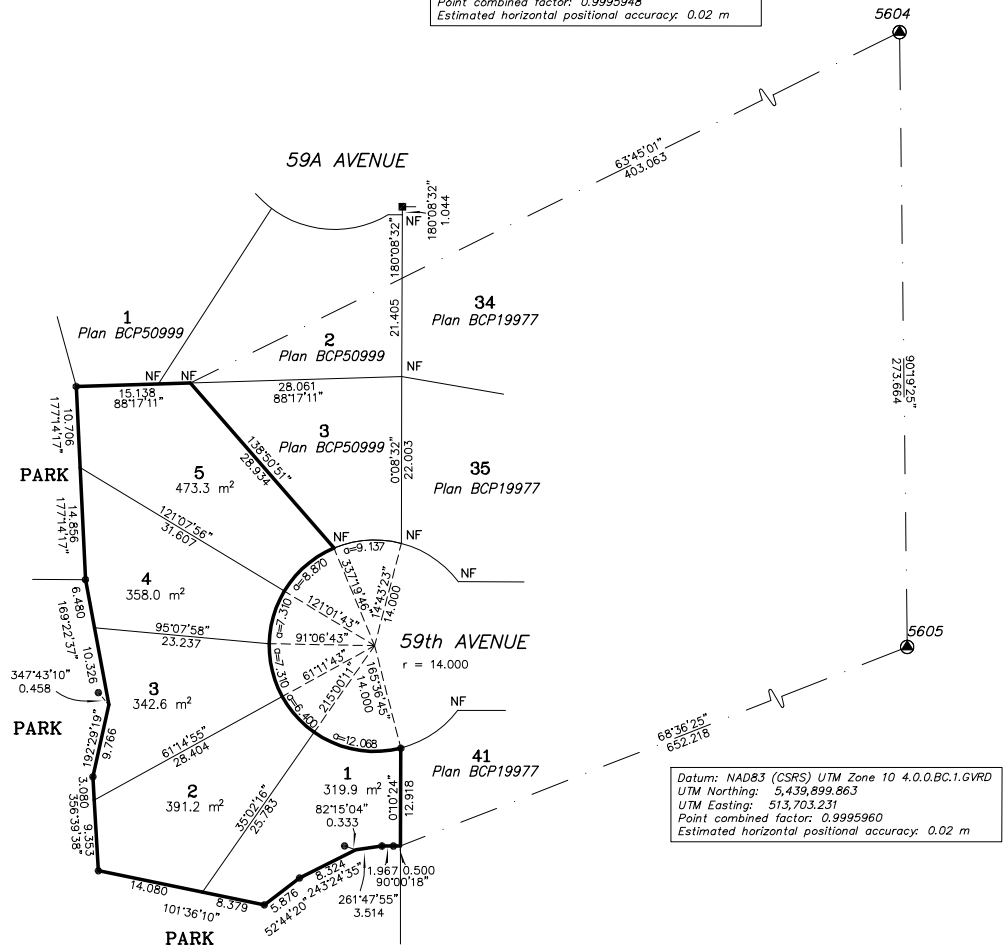 Point combined factor: 0.9995948
Estimated horizontal positional accuracy: 0.02 m
5604
63°45'01"
403.063
59A AVENUE
NF
180°08'32"
1.044
180°08'32"
21.405
34
Plan BCP19977
1
Plan BCP50999
2
Plan BCP50999
90°19'25"
273.664
NF
NF
NF
15.138
88°17'11"
28.061
88°17'11"
10.706
177°14'17"
138°50'51"
28.934
3
Plan BCP50999
0°08'32"
22.003
PARK
5
473.3 m²
35
Plan BCP19977
14.856
177°14'17"
121°07'56"
31.607
NF
NF
a=9.137
NF
a=8.870
337°19'46"
14°43'23"
14.000
4
358.0 m²
6.480
169°22'37"
a=7.310
121°01'43"
95°07'58"
23.237
91°06'43"
59th AVENUE
r = 14.000
5605
10.326
347°43'10"
0.458
a=7.310
61°11'43"
215°00'11"
165°36'45"
14.000
3
342.6 m²
PARK
192°29'19"
9.766
a=6.400
NF
68°36'25"
652.218
61°14'55"
28.404
a=12.068
41
Plan BCP19977
3.080
356°39'38"
9.353
2
391.2 m²
1
319.9 m²
0°10'24"
12.918
35°02'16"
25.783
82°15'04"
0.333
Datum: NAD83 (CSRS) UTM Zone 10 4.0.0.BC.1.GVRD
UTM Northing: 5,439,899.863
UTM Easting: 513,703.231
Point combined factor: 0.9995960
Estimated horizontal positional accuracy: 0.02 m
1.967
0.500
90°00'18"
8.324
243°24'35"
261°47'55"
3.514
14.080
101°36'10"
8.379
5.876
52°44'20"
PARK